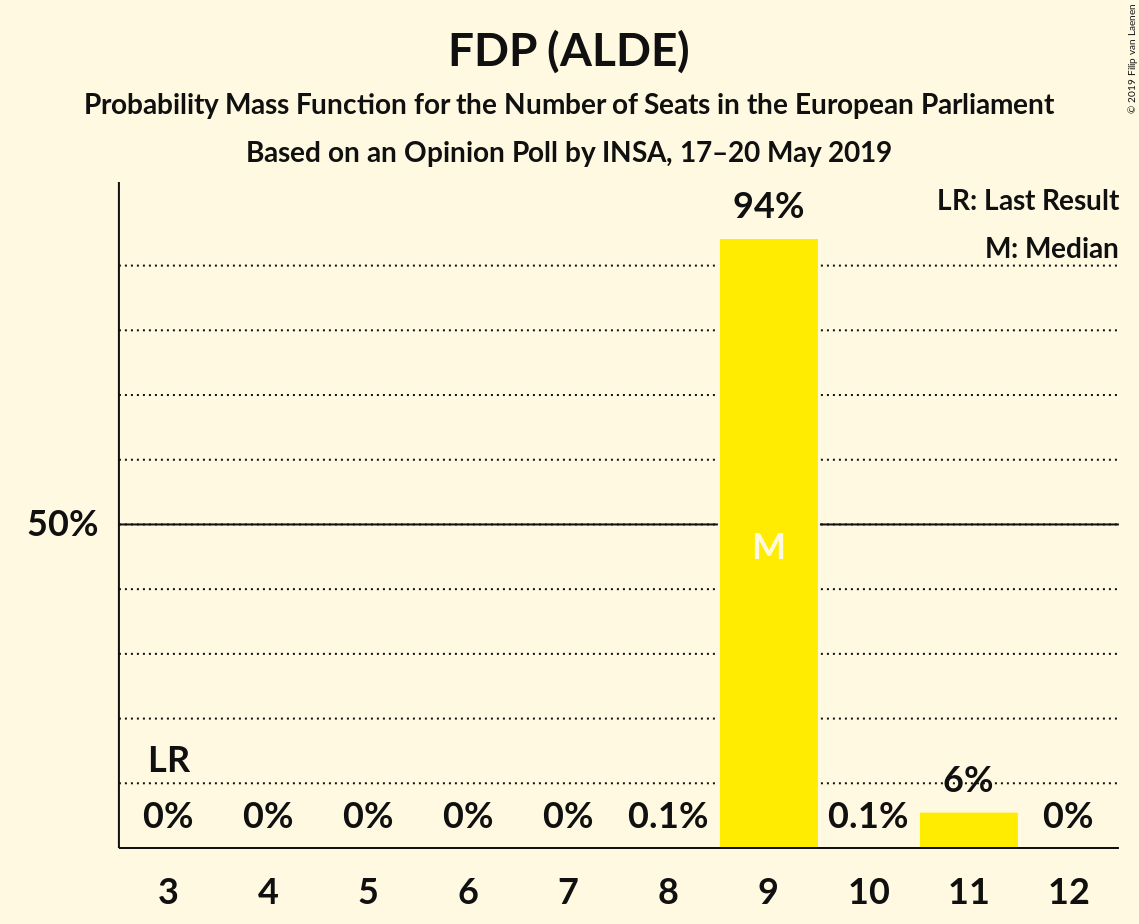 FDP (ALDE)
Probability Mass Function for the Number of Seats in the European Parliament
Based on an Opinion Poll by INSA, 17–20 May 2019
© 2019 Filip van Laenen
LR: Last Result
M: Median
94%
50%
M
LR
6%
0% 0% 0% 0% 0% 0.1% 0.1% 0%
3 4 5 6 7 8 9 10 11 12